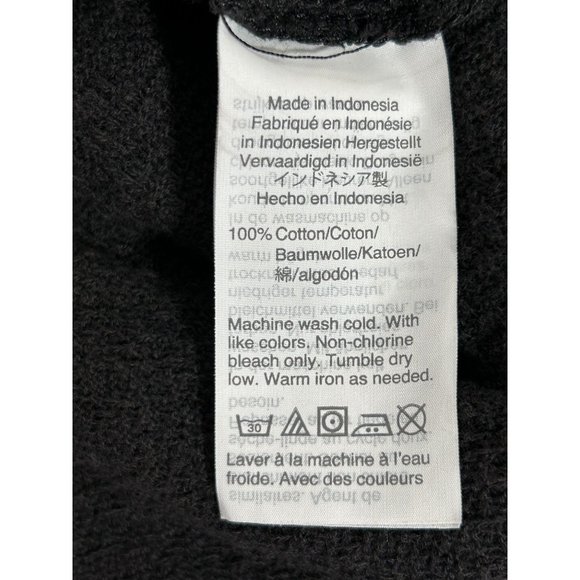 Made in Indonesia
Fabriqué en Indonésie
in Indonesien Hergestellt
Vervaardigd in Indonesië
インドネシア製
Hecho en Indonesia
100% Cotton/Coton/
Baumwolle/Katoen/
綿/algodón
Machine wash cold. With
like colors. Non-chlorine
bleach only. Tumble dry
low. Warm iron as needed.
30
Laver à la machine à l'eau
froide. Avec des couleurs